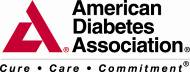 American
Diabetes
Association®
Cure • Care • Commitment®